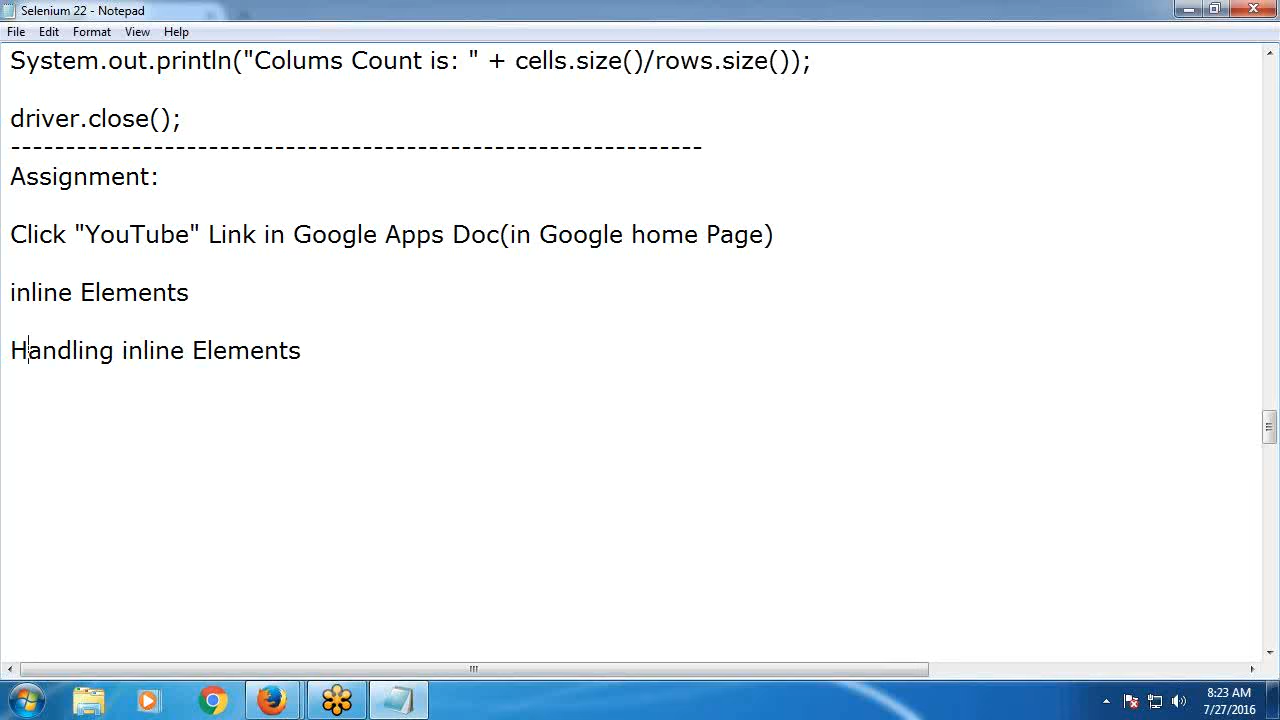 Selenium 22 - Notepad
File Edit Format View Help
System.out.println("Colums Count is: " + cells.size()/rows.size());
driver.close();
---------------------------------------------------------------
Assignment:
Click "YouTube" Link in Google Apps Doc(in Google home Page)
inline Elements
Handling inline Elements
8:23 AM
7/27/2016